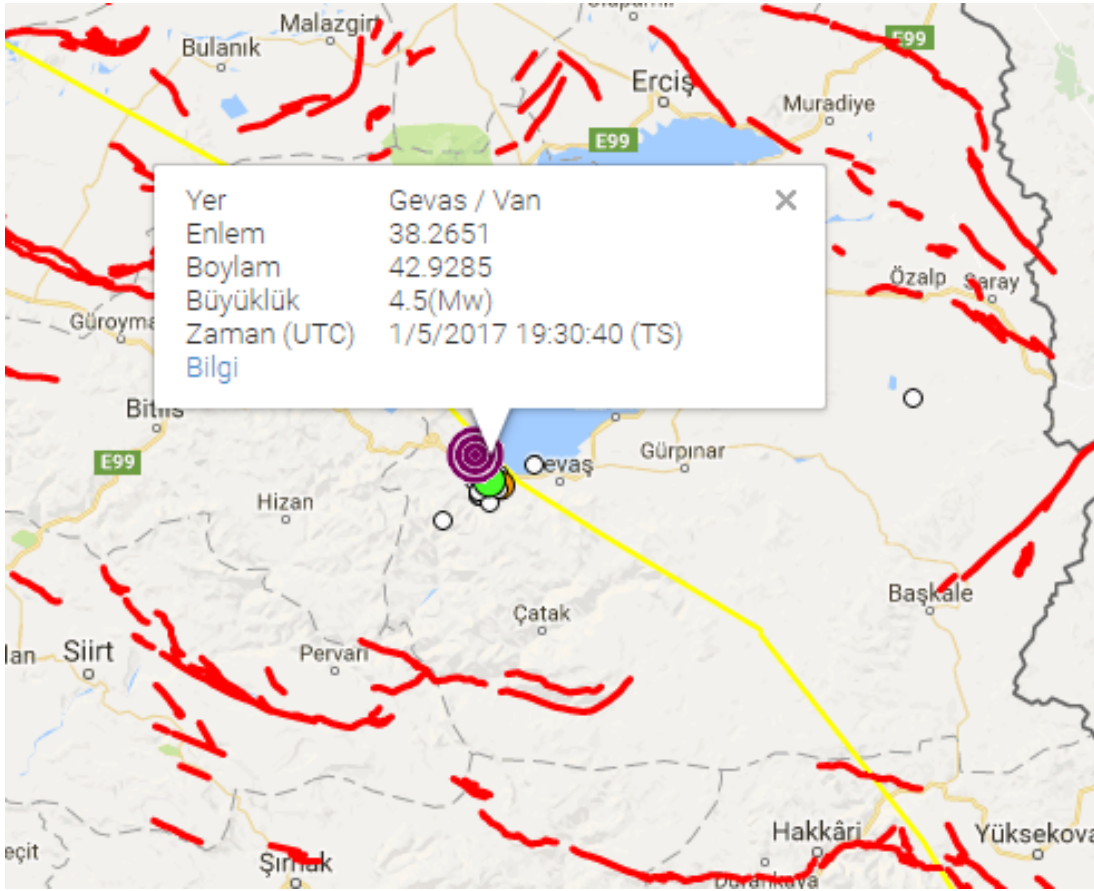 Malazgirt
Bulanık
E99
Erciş
Muradiye
E99
Yer Gevas / Van
Enlem 38.2651
Boylam 42.9285
Büyüklük 4.5(Mw)
Zaman (UTC) 1/5/2017 19:30:40 (TS)
Bilgi
Özalp
Saray
Güroyma
Bitlis
E99
Gürpınar
evaş
Hizan
Başkale
Çatak
lan
Siirt
Pervari
Hakkâri
Yüksekova
eçit
Şırnak